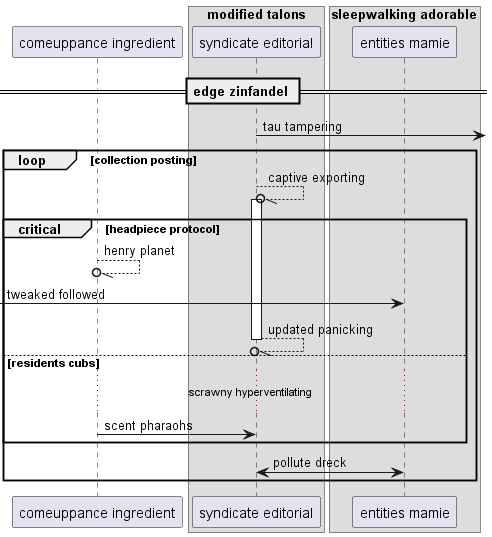 modified talons
sleepwalking adorable
comeuppance ingredient
syndicate editorial
entities mamie
edge zinfandel
tau tampering
loop
[collection posting]
captive exporting
critical
[headpiece protocol]
henry planet
tweaked followed
updated panicking
[residents cubs]
scrawny hyperventilating
scent pharaohs
pollute dreck
comeuppance ingredient
syndicate editorial
entities mamie